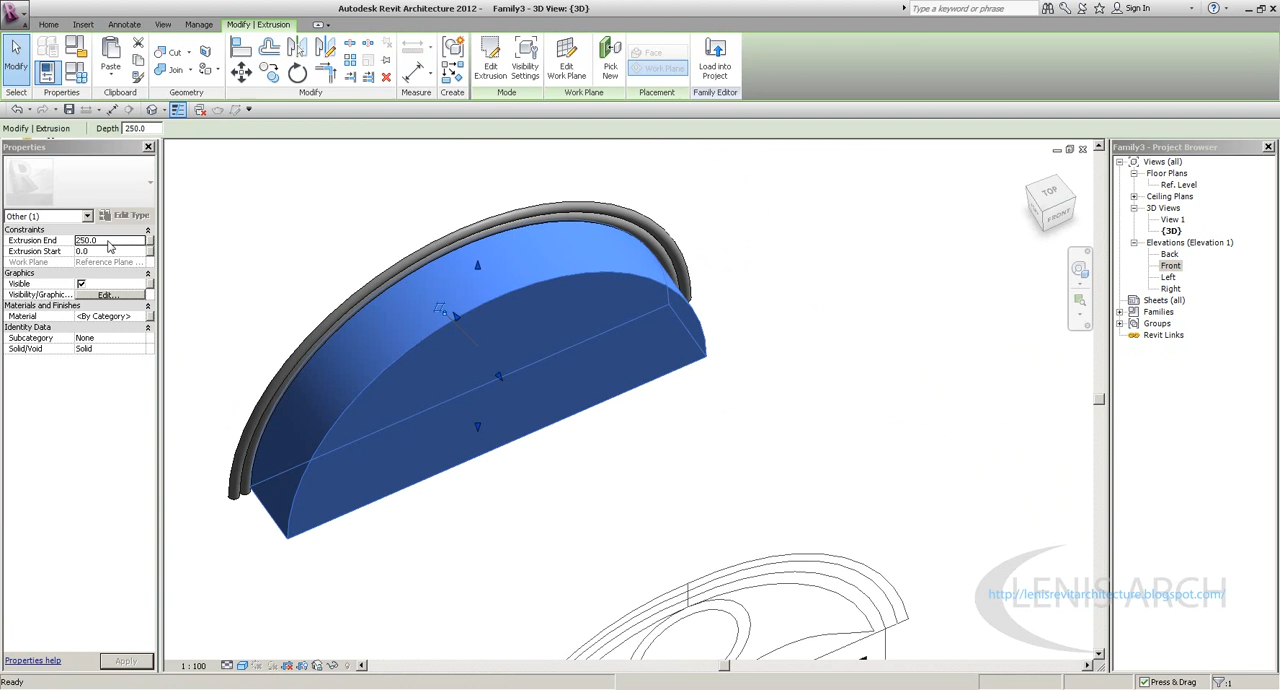 Autodesk Revit Architecture 2012 - Family3 - 3D View: {3D}
Type a keyword or phrase
Sign In
Home Insert Annotate View Manage Modify | Extrusion
Modify
Paste
Cut
Join
Edit Extrusion
Visibility Settings
Edit Work Plane
Pick New
Face
Work Plane
Load into Project
Select Properties Clipboard Geometry Modify Measure Create Mode Work Plane Placement Family Editor
Modify | Extrusion Depth 250.0
Properties
Other (1) Edit Type
Constraints
Extrusion End 250.0
Extrusion Start 0.0
Work Plane Reference Plane ...
Graphics
Visible
Visibility/Graphic... Edit...
Materials and Finishes
Material <By Category>
Identity Data
Subcategory None
Solid/Void Solid
Properties help Apply
TOP
FRONT
Family3 - Project Browser
Views (all)
Floor Plans
Ref. Level
Ceiling Plans
3D Views
View 1
{3D}
Elevations (Elevation 1)
Back
Front
Left
Right
Sheets (all)
Families
Groups
Revit Links
LENIS ARCH
http://lenisrevitarchitecture.blogspot.com/
1 : 100
Ready
Press & Drag
:1